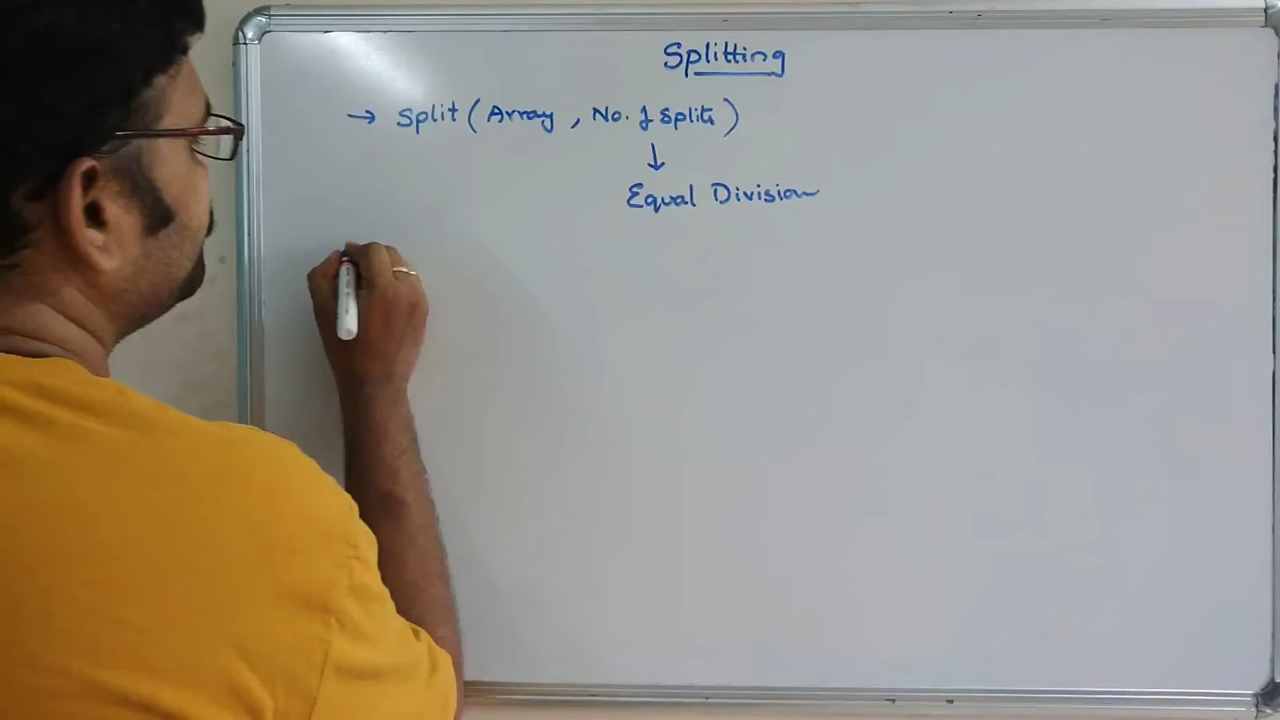 Splitting
→ split ( Array , No. of splits )
↓
Equal Division